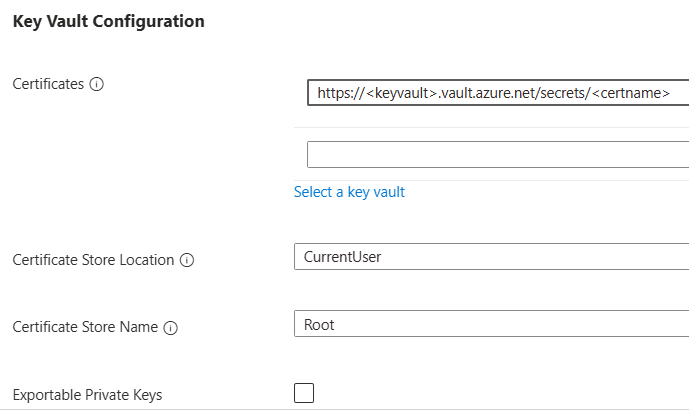 Key Vault Configuration
Certificates
https://<keyvault>.vault.azure.net/secrets/<certname>
Select a key vault
Certificate Store Location
CurrentUser
Certificate Store Name
Root
Exportable Private Keys